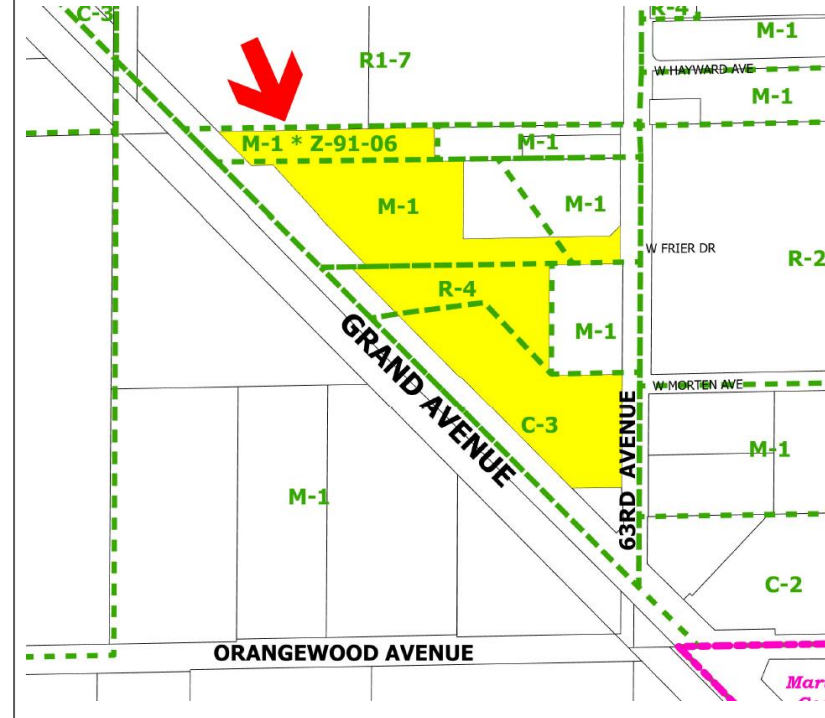 C-3
R-4
M-1
R1-7
W HAYWARD AVE
M-1
M-1 * Z-91-06
M-1
M-1
M-1
W FRIER DR
R-2
R-4
M-1
GRAND AVENUE
W MORTEN AVE
C-3
63RD AVENUE
M-1
M-1
C-2
ORANGEWOOD AVENUE